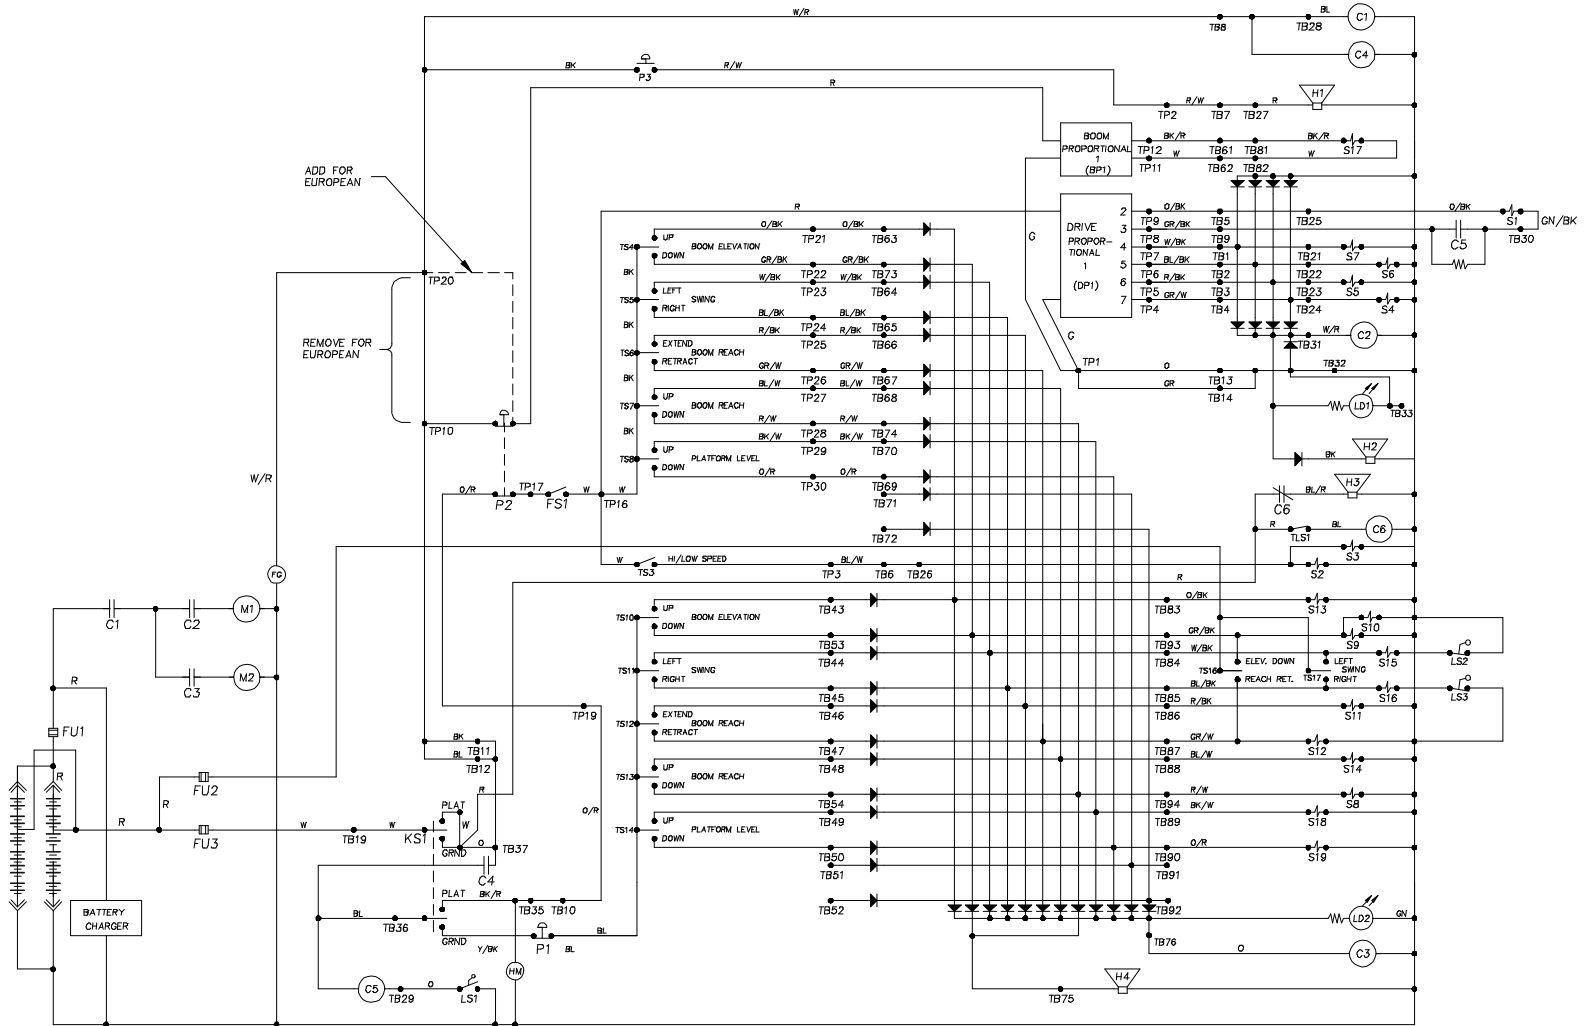 W/R
BL
TB8
TB28
C1
C4
BK
P3
R/W
R
TP2
R/W
TB7
TB27
R
H1
BOOM
PROPORTIONAL
1
(BP1)
TP12
BK/R
TB61
TB81
BK/R
S17
TP11
W
TB62
TB82
W
ADD FOR
EUROPEAN
R
DRIVE
PROPOR-
TIONAL
1
(DP1)
2
3
4
5
6
7
TP9
O/BK
TB5
TB25
O/BK
S1
GN/BK
TB30
TP8
GR/BK
TB9
C5
TP7
W/BK
TB1
TB21
S7
TP6
BL/BK
TB2
TB22
S6
TP5
R/BK
TB3
TB23
S5
TP4
GR/W
TB4
TB24
S4
W/R
TB31
C2
G
G
TP1
O
TB13
TB32
GR
TB14
LD1
TB33
BK
H2
C6
BL/R
H3
R
TLS1
BL
C6
S3
S2
TS4
UP
BOOM ELEVATION
DOWN
O/BK
TP21
O/BK
TB63
BK
GR/BK
TP22
GR/BK
TB73
TS5
LEFT
SWING
RIGHT
W/BK
TP23
W/BK
TB64
BK
BL/BK
TP24
BL/BK
TB65
TS6
EXTEND
BOOM REACH
RETRACT
R/BK
TP25
R/BK
TB66
BK
GR/W
TP26
GR/W
TB67
TS7
UP
BOOM REACH
DOWN
BL/W
TP27
BL/W
TB68
BK
R/W
TP28
R/W
TB74
TS8
UP
PLATFORM LEVEL
DOWN
BK/W
TP29
BK/W
TB70
O/R
TP30
O/R
TB69
TB71
TB72
TP20
REMOVE FOR
EUROPEAN
TP10
W/R
O/R
P2
TP17
FS1
W
TP16
W
W
TS3
HI/LOW SPEED
TP3
BL/W
TB6
TB26
R
FG
C1
C2
M1
C3
M2
R
FU1
R
FU2
R
R
FU3
W
TB19
W
KS1
BATTERY
CHARGER
TP19
BK
TB11
BL
TB12
R
O/R
PLAT
W
O
GRND
TB37
C4
PLAT
BK/R
TB35
TB10
BL
TB36
GRND
Y/BK
P1
BL
BL
HM
C5
TB29
O
LS1
TS10
UP
BOOM ELEVATION
DOWN
TB43
O/BK
TB83
S13
TB53
GR/BK
TB93
S10
S9
TS11
LEFT
SWING
RIGHT
TB44
W/BK
TB84
S15
LS2
TS16
ELEV. DOWN
REACH RET.
TS17
LEFT
SWING
RIGHT
TB45
BL/BK
TB85
S16
LS3
TS12
EXTEND
BOOM REACH
RETRACT
TB46
R/BK
TB86
S11
TB47
GR/W
TB87
S12
TS13
UP
BOOM REACH
DOWN
TB48
BL/W
TB88
S14
TB54
R/W
TB94
S8
TS14
UP
PLATFORM LEVEL
DOWN
TB49
BK/W
TB89
S18
TB50
O/R
TB90
S19
TB51
TB91
TB52
TB92
LD2
GN
TB76
O
C3
TB75
H4